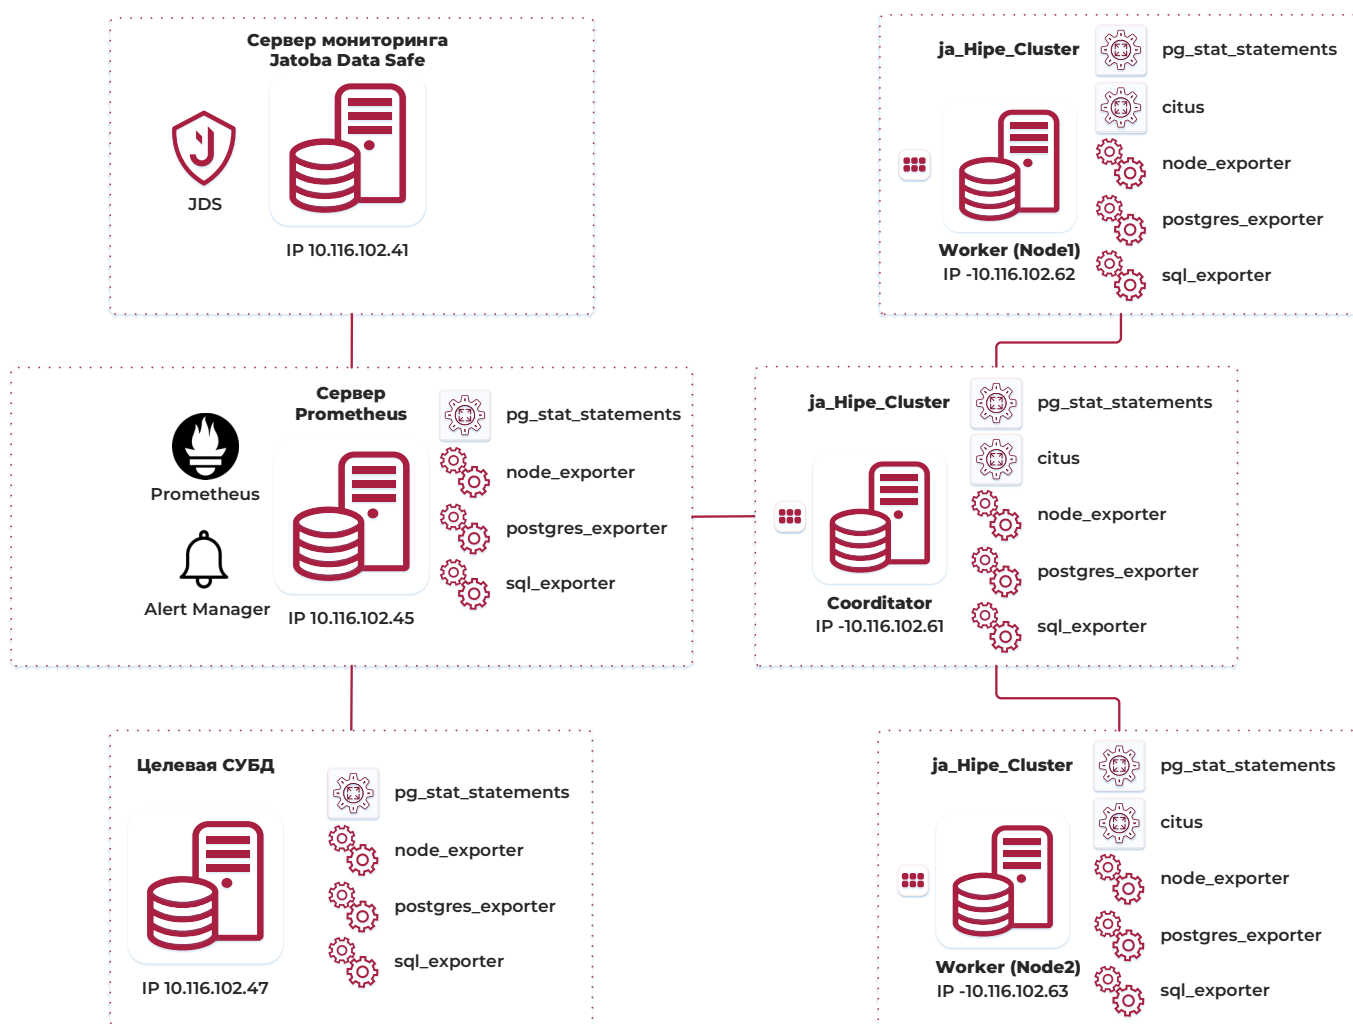 Сервер мониторинга
Jatoba Data Safe
JDS
IP 10.116.102.41
ja_Hipe_Cluster
pg_stat_statements
citus
node_exporter
postgres_exporter
sql_exporter
Worker (Node1)
IP -10.116.102.62
Сервер
Prometheus
Prometheus
Alert Manager
IP 10.116.102.45
pg_stat_statements
node_exporter
postgres_exporter
sql_exporter
ja_Hipe_Cluster
Coorditator
IP -10.116.102.61
pg_stat_statements
citus
node_exporter
postgres_exporter
sql_exporter
Целевая СУБД
IP 10.116.102.47
pg_stat_statements
node_exporter
postgres_exporter
sql_exporter
ja_Hipe_Cluster
Worker (Node2)
IP -10.116.102.63
pg_stat_statements
citus
node_exporter
postgres_exporter
sql_exporter